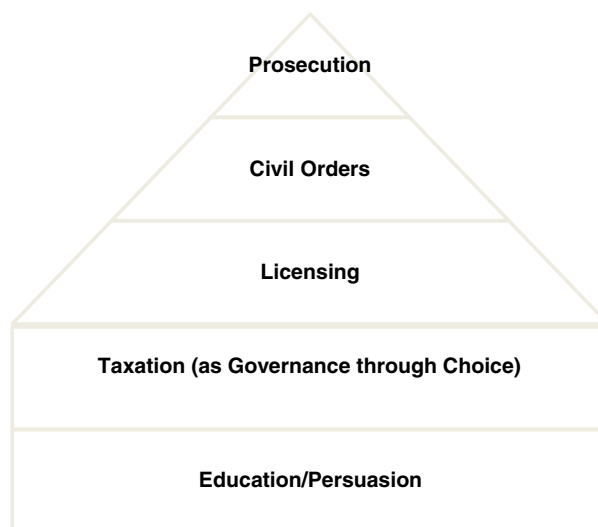 Prosecution
Civil Orders
Licensing
Taxation (as Governance through Choice)
Education/Persuasion